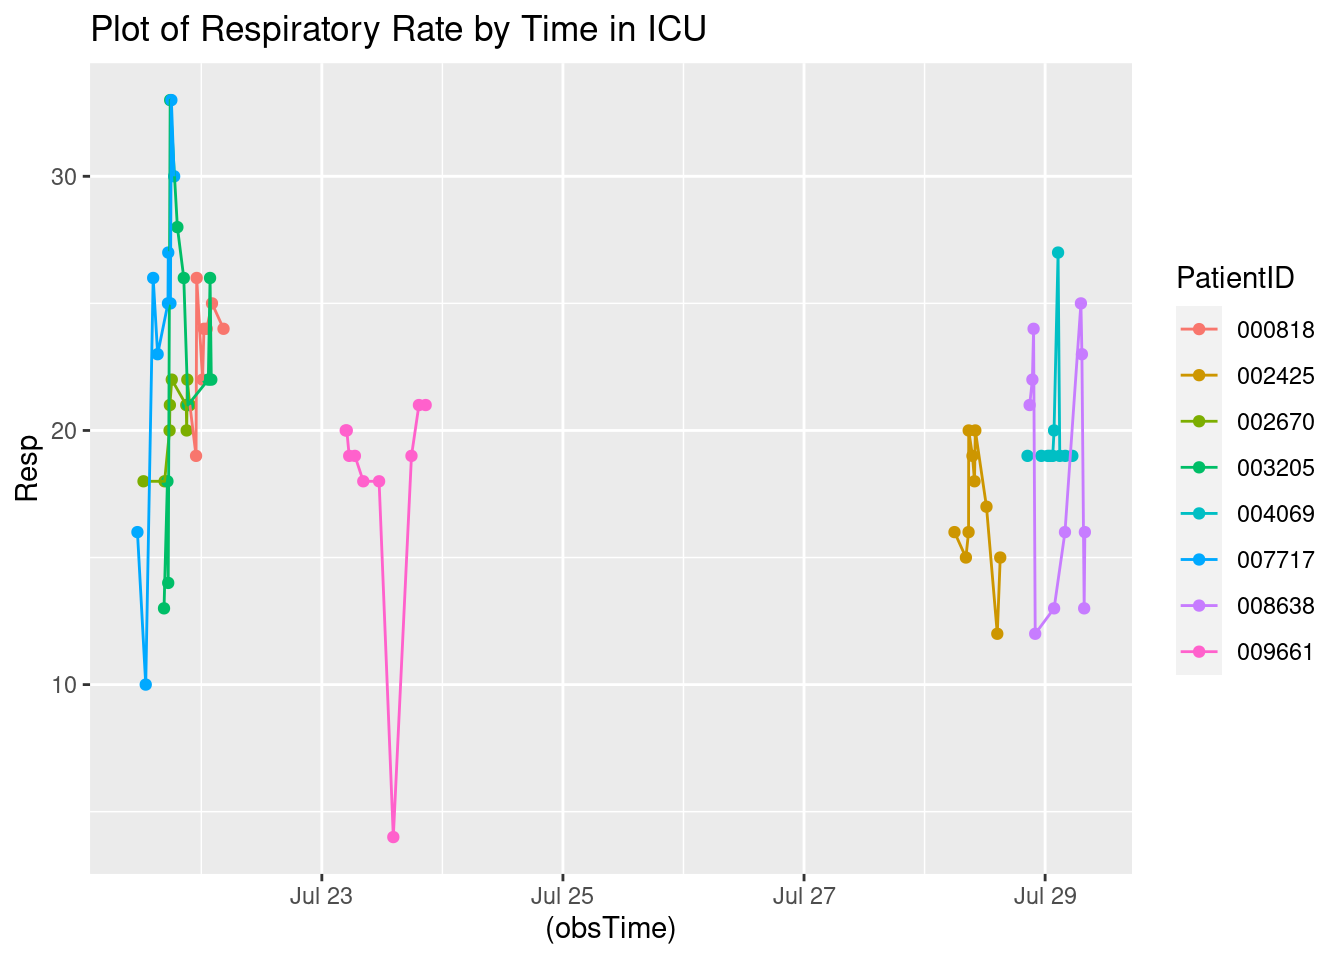 Plot of Respiratory Rate by Time in ICU
30
20
10
Resp
Jul 23
Jul 25
Jul 27
Jul 29
(obsTime)
PatientID
000818
002425
002670
003205
004069
007717
008638
009661